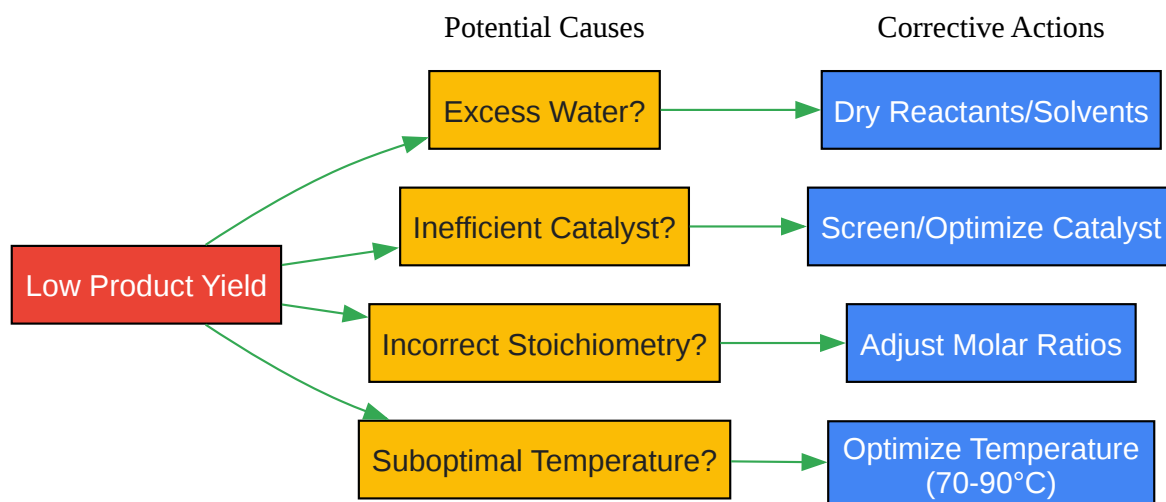 Potential Causes
Corrective Actions
Excess Water?
Dry Reactants/Solvents
Inefficient Catalyst?
Screen/Optimize Catalyst
Low Product Yield
Incorrect Stoichiometry?
Adjust Molar Ratios
Suboptimal Temperature?
Optimize Temperature
(70-90°C)